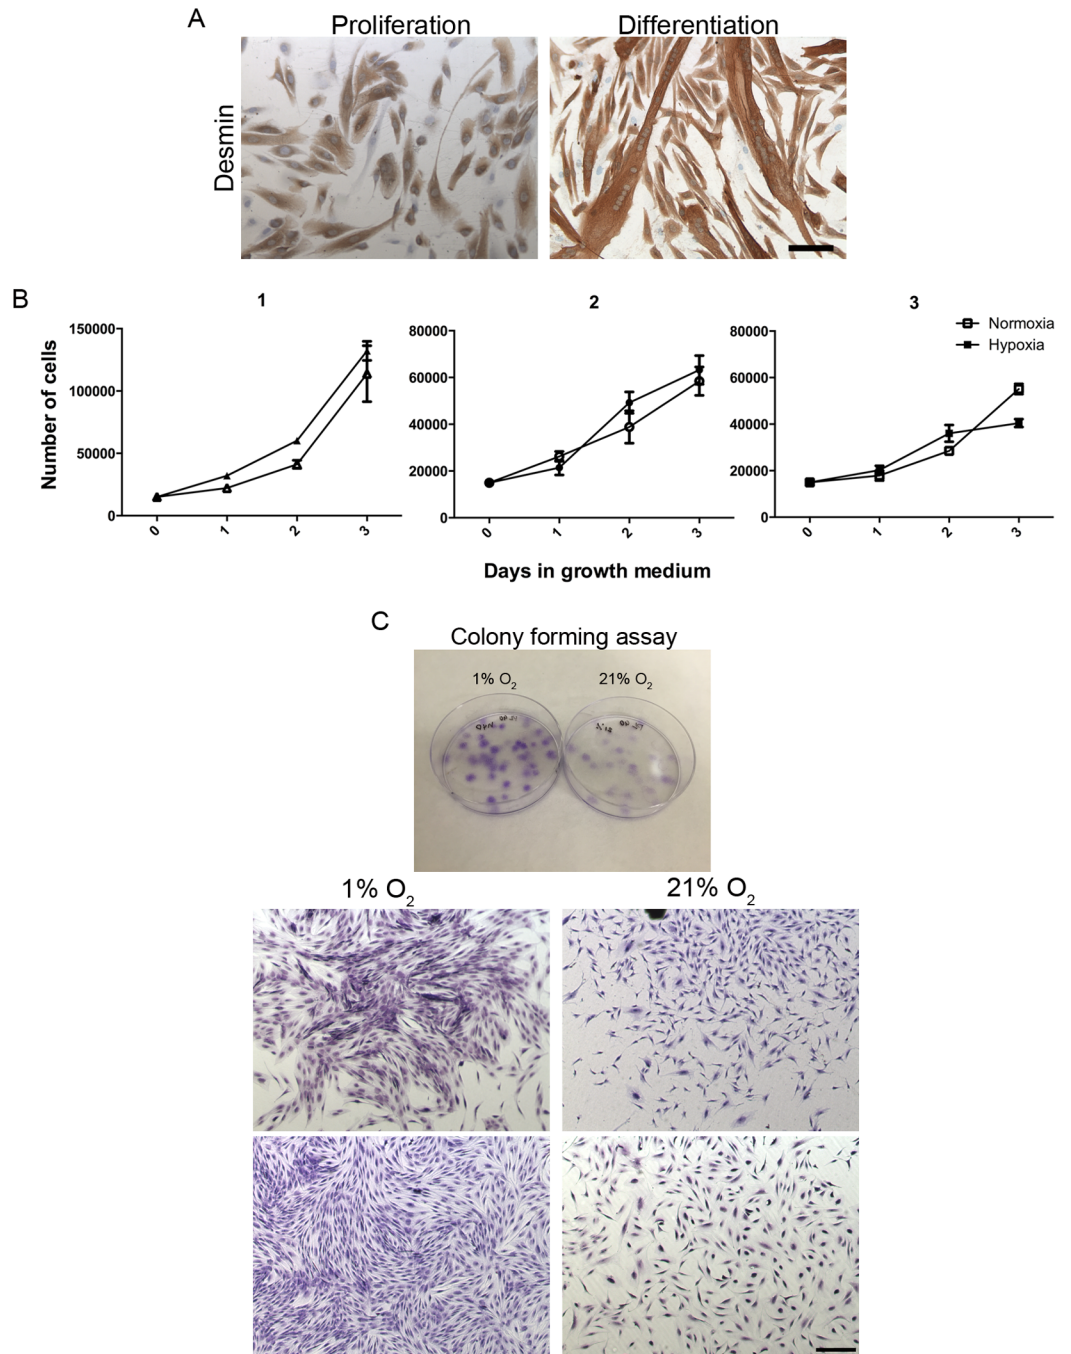 A
Proliferation
Differentiation
Desmin
B
1
2
3
Normoxia
Hypoxia
Number of cells
150000
100000
50000
0
80000
60000
40000
20000
0
80000
60000
40000
20000
0
0 1 2 3
0 1 2 3
0 1 2 3
Days in growth medium
C
Colony forming assay
1% O2
21% O2
1% O2
21% O2